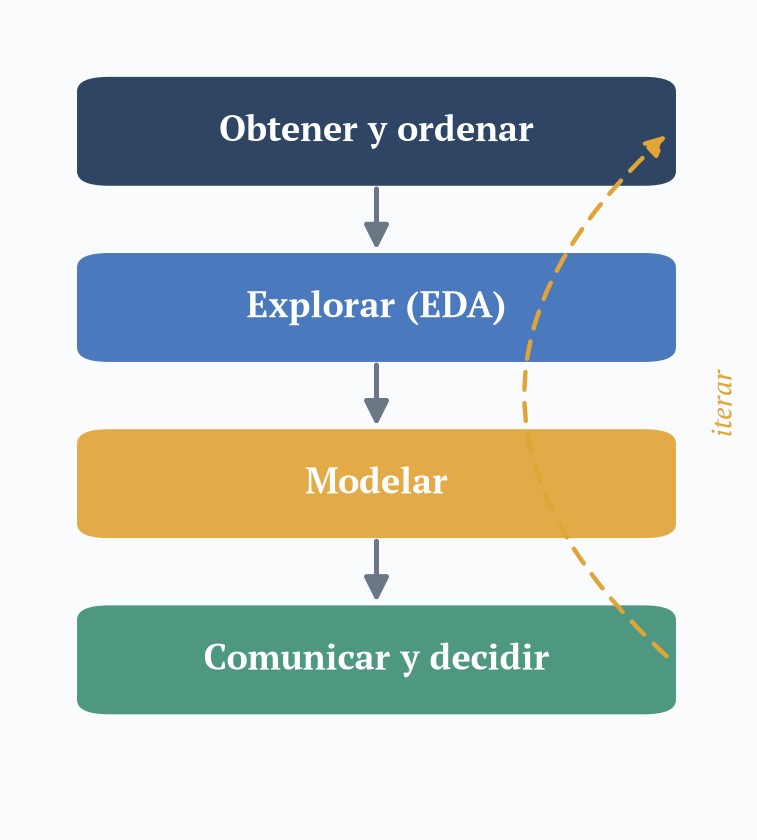 Obtener y ordenar
Explorar (EDA)
iterar
Modelar
Comunicar y decidir